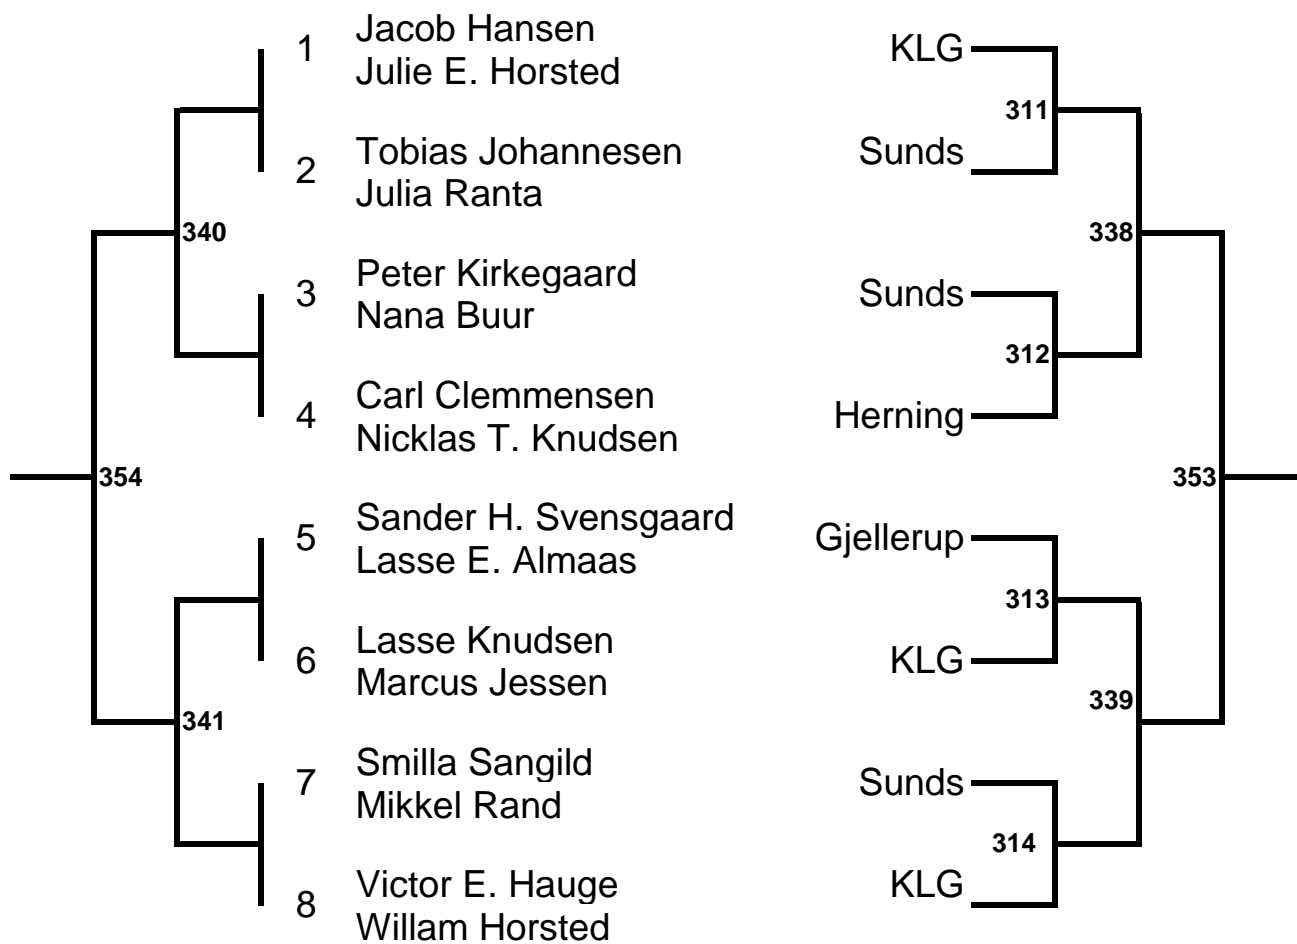 1 Jacob Hansen KLG
Julie E. Horsted
311
2 Tobias Johannesen Sunds
Julia Ranta
340 338
3 Peter Kirkegaard Sunds
Nana Buur
312
4 Carl Clemmensen Herning
Nicklas T. Knudsen
354 353
5 Sander H. Svensgaard Gjellerup
Lasse E. Almaas
313
6 Lasse Knudsen KLG
Marcus Jessen
341 339
7 Smilla Sangild Sunds
Mikkel Rand
314
8 Victor E. Hauge KLG
Willam Horsted